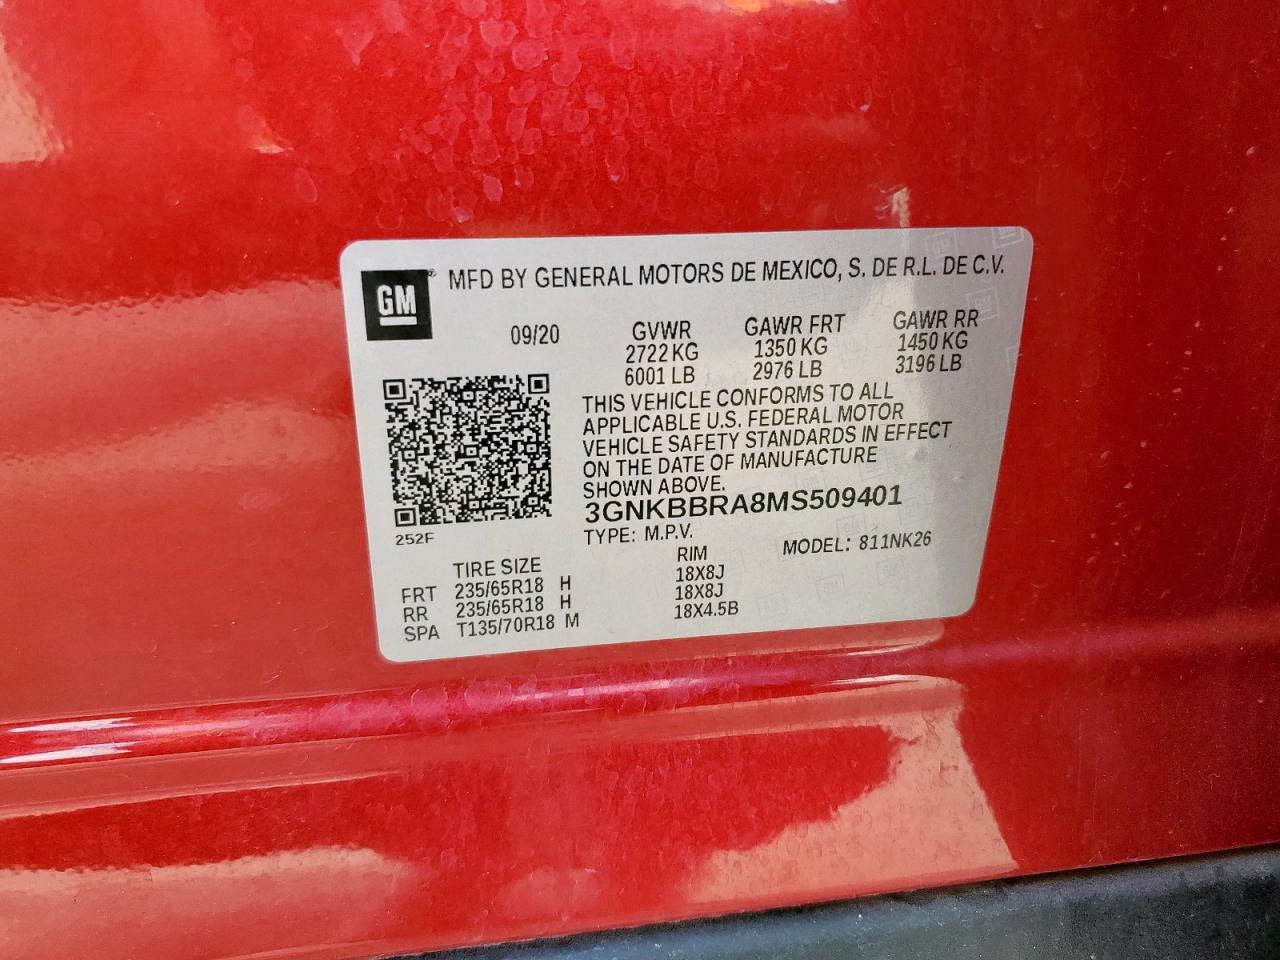 GM
MFD BY GENERAL MOTORS DE MEXICO, S. DE R.L. DE C.V.
09/20 GVWR GAWR FRT GAWR RR
2722 KG 1350 KG 1450 KG
6001 LB 2976 LB 3196 LB
THIS VEHICLE CONFORMS TO ALL
APPLICABLE U.S. FEDERAL MOTOR
VEHICLE SAFETY STANDARDS IN EFFECT
ON THE DATE OF MANUFACTURE
SHOWN ABOVE.
3GNKBBRA8MS509401
252F
TYPE: M.P.V. MODEL: 811NK26
TIRE SIZE RIM
FRT 235/65R18 H 18X8J
RR 235/65R18 H 18X8J
SPA T135/70R18 M 18X4.5B